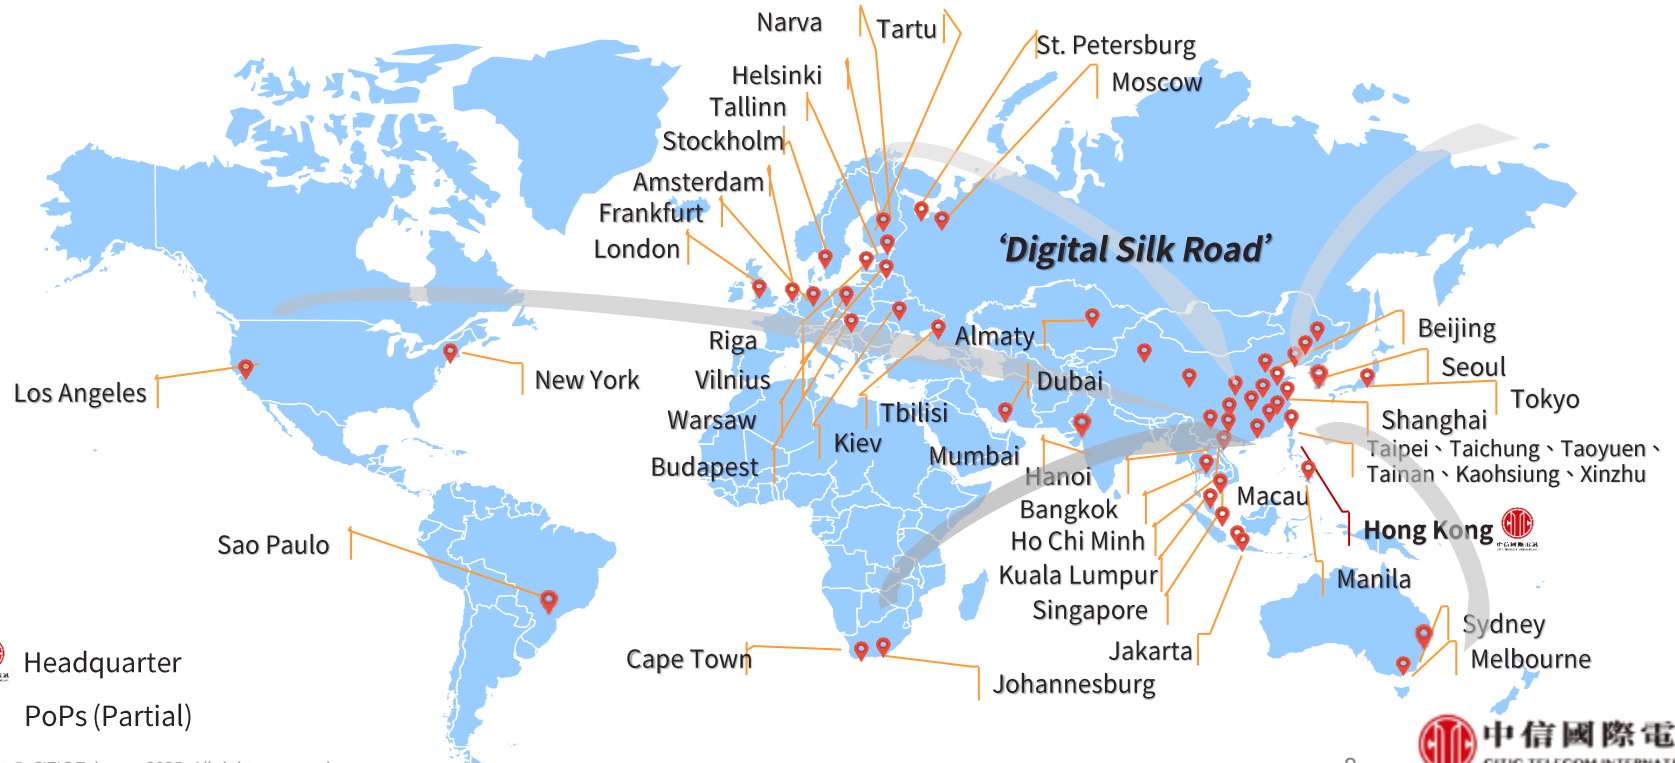 Narva
Tartu
St. Petersburg
Helsinki
Moscow
Tallinn
Stockholm
Amsterdam
Frankfurt
London
‘Digital Silk Road’
Riga
Almaty
Beijing
Seoul
Los Angeles
New York
Vilnius
Dubai
Tokyo
Warsaw
Tbilisi
Shanghai
Kiev
Mumbai
Taipei、Taichung、Taoyuen、
Tainan、Kaohsiung、Xinzhu
Budapest
Hanoi
Macau
Bangkok
Hong Kong
Sao Paulo
Ho Chi Minh
Kuala Lumpur
Manila
Singapore
Sydney
Jakarta
Melbourne
Cape Town
Johannesburg
Headquarter
PoPs (Partial)
中信國際電